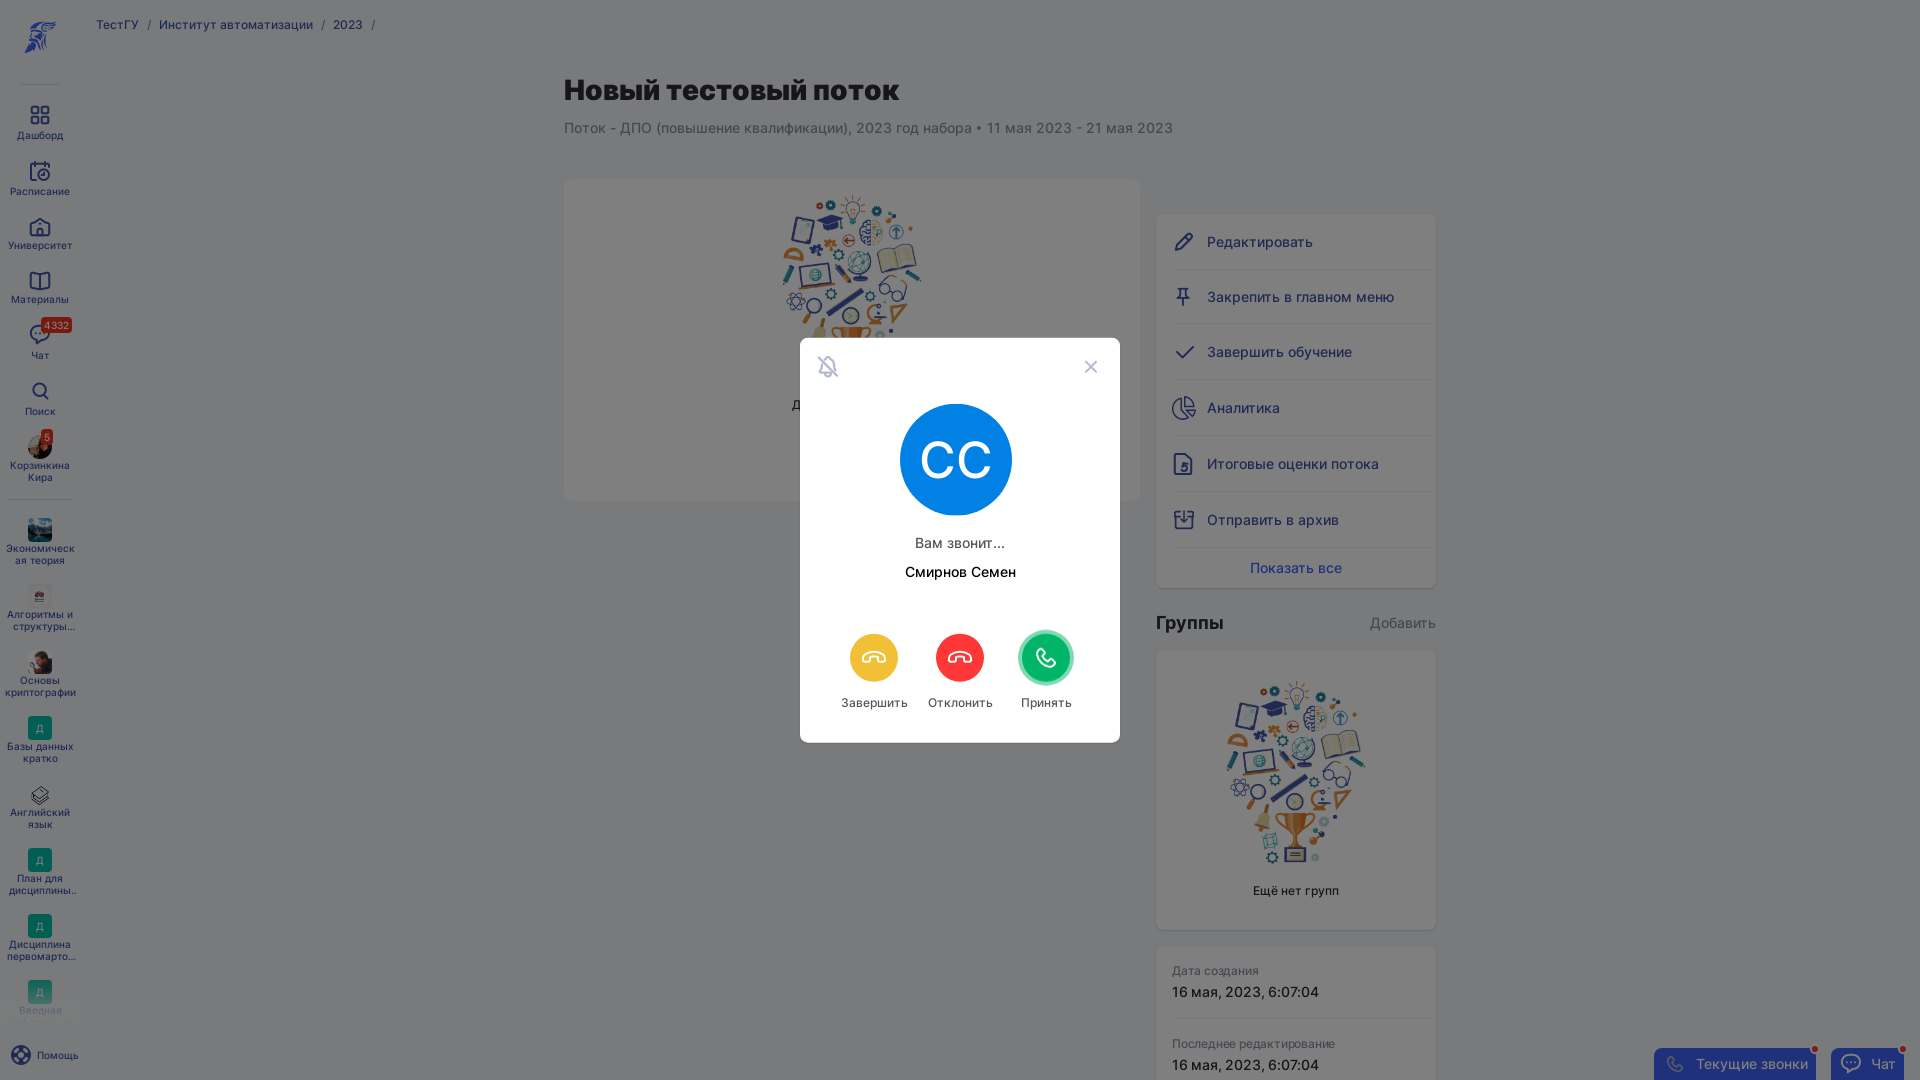 ТестГУ / Институт автоматизации / 2023 /
Дашборд
Расписание
Университет
Материалы
4332
Чат
Поиск
5
Корзинкина
Кира
Экономическ
ая теория
Алгоритмы и
структуры...
Основы
криптографии
Д
Базы данных
кратко
Английский
язык
Д
План для
дисциплины..
Д
Дисциплина
первомарто...
Д
Вводная
Помощь
Новый тестовый поток
Поток - ДПО (повышение квалификации), 2023 год набора • 11 мая 2023 - 21 мая 2023
СС
Вам звонит...
Смирнов Семен
Завершить
Отклонить
Принять
Редактировать
Закрепить в главном меню
Завершить обучение
Аналитика
Итоговые оценки потока
Отправить в архив
Показать все
Группы
Добавить
Ещё нет групп
Дата создания
16 мая, 2023, 6:07:04
Последнее редактирование
16 мая, 2023, 6:07:04
Текущие звонки
Чат